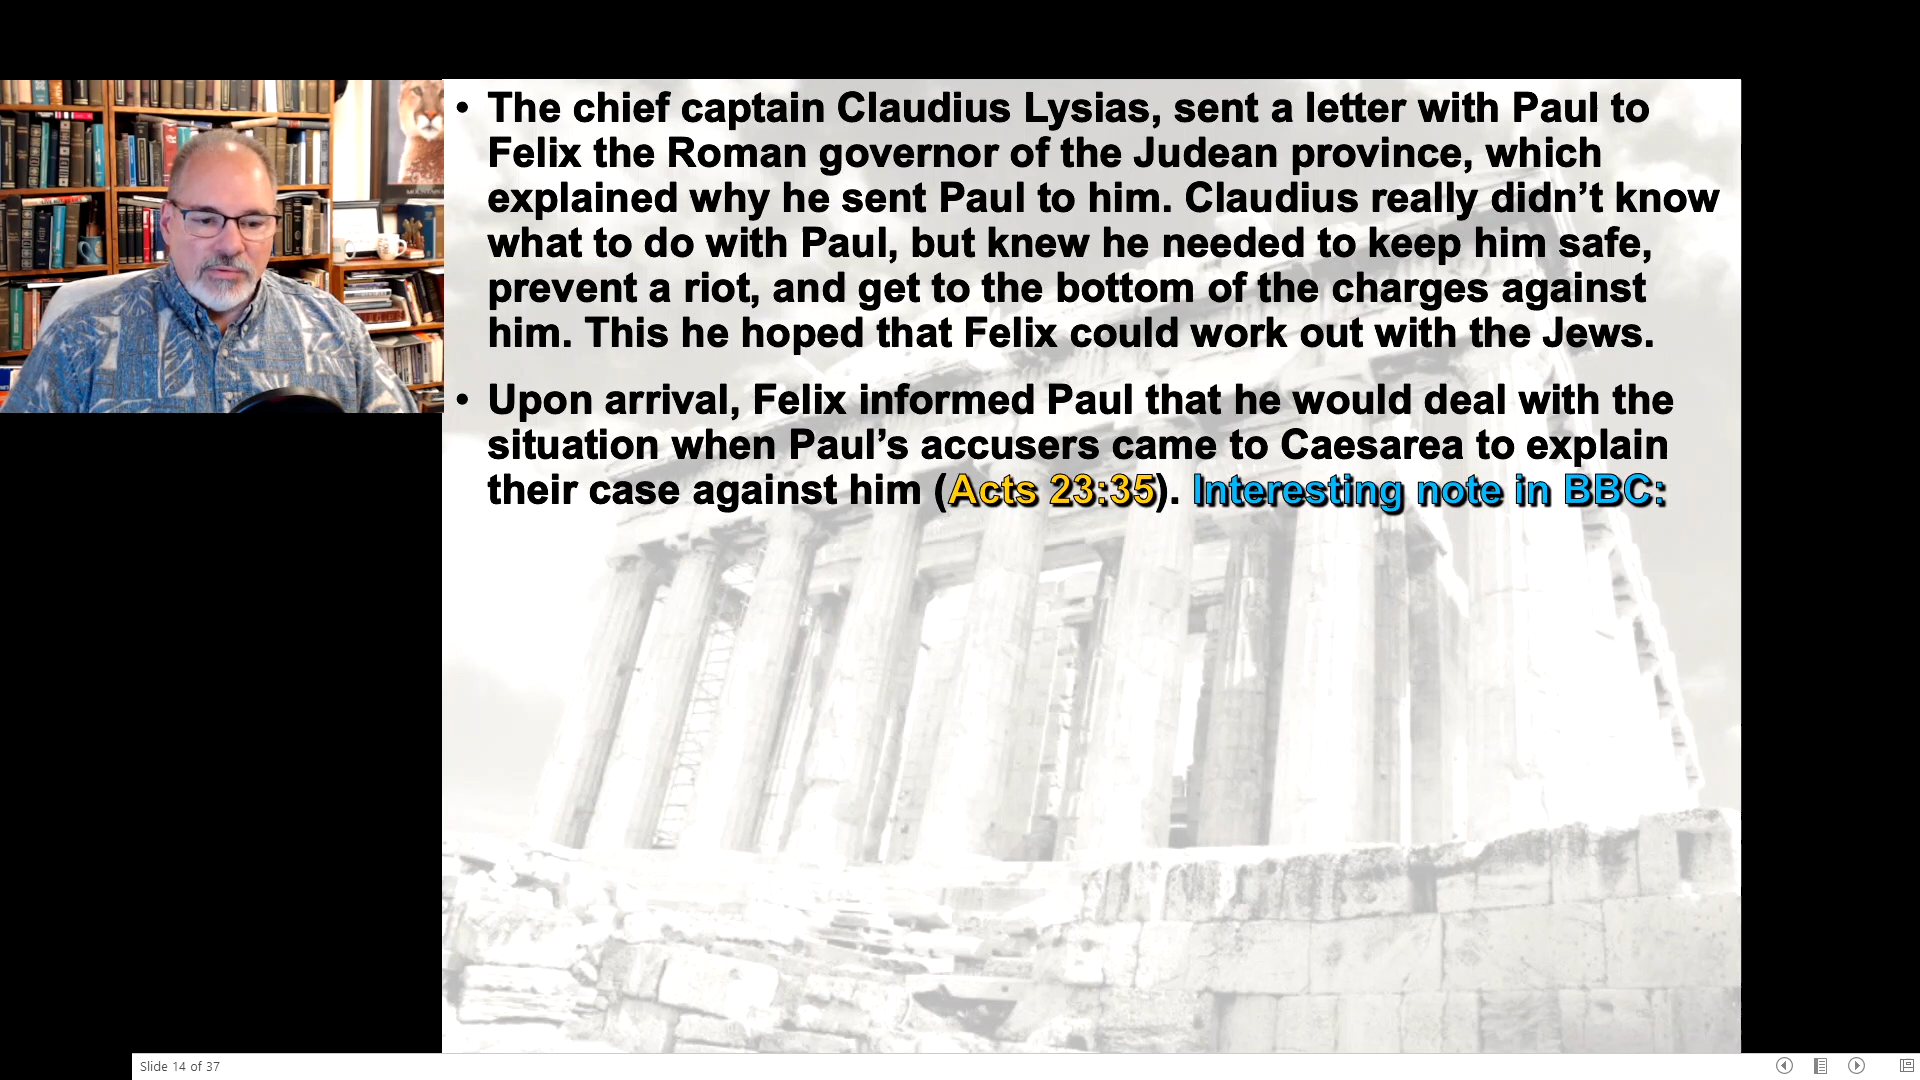 • The chief captain Claudius Lysias, sent a letter with Paul to
Felix the Roman governor of the Judean province, which
explained why he sent Paul to him. Claudius really didn’t know
what to do with Paul, but knew he needed to keep him safe,
prevent a riot, and get to the bottom of the charges against
him. This he hoped that Felix could work out with the Jews.
• Upon arrival, Felix informed Paul that he would deal with the
situation when Paul’s accusers came to Caesarea to explain
their case against him (Acts 23:35). Interesting note in BBC:
Slide 14 of 37